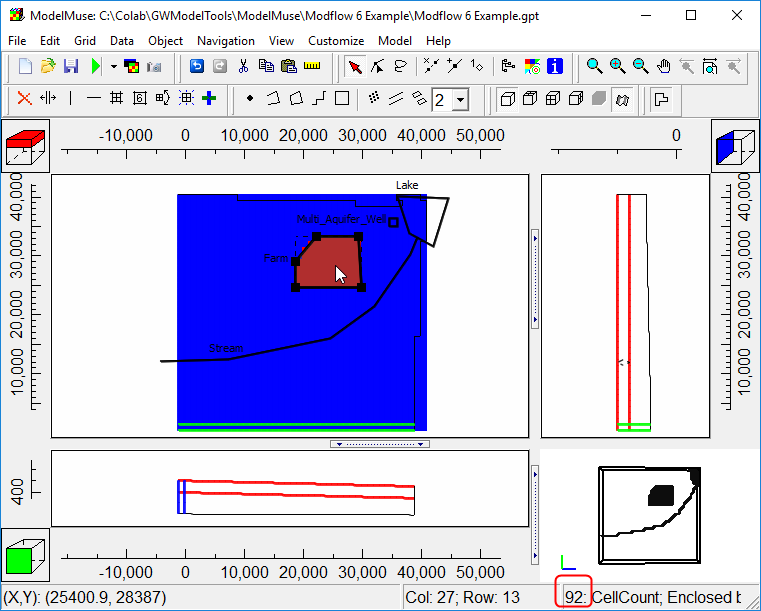 ModelMuse: C:\Colab\GWModelTools\ModelMuse\Modflow 6 Example\Modflow 6 Example.gpt
File Edit Grid Data Object Navigation View Customize Model Help
2
-10,000 0 10,000 20,000 30,000 40,000 50,000
0
40,000
30,000
20,000
10,000
Lake
Multi_Aquifer_Well
Farm
Stream
40,000
30,000
20,000
10,000
400
-10,000 0 10,000 20,000 30,000 40,000 50,000
(X,Y): (25400.9, 28387)
Col: 27; Row: 13
92: CellCount; Enclosed